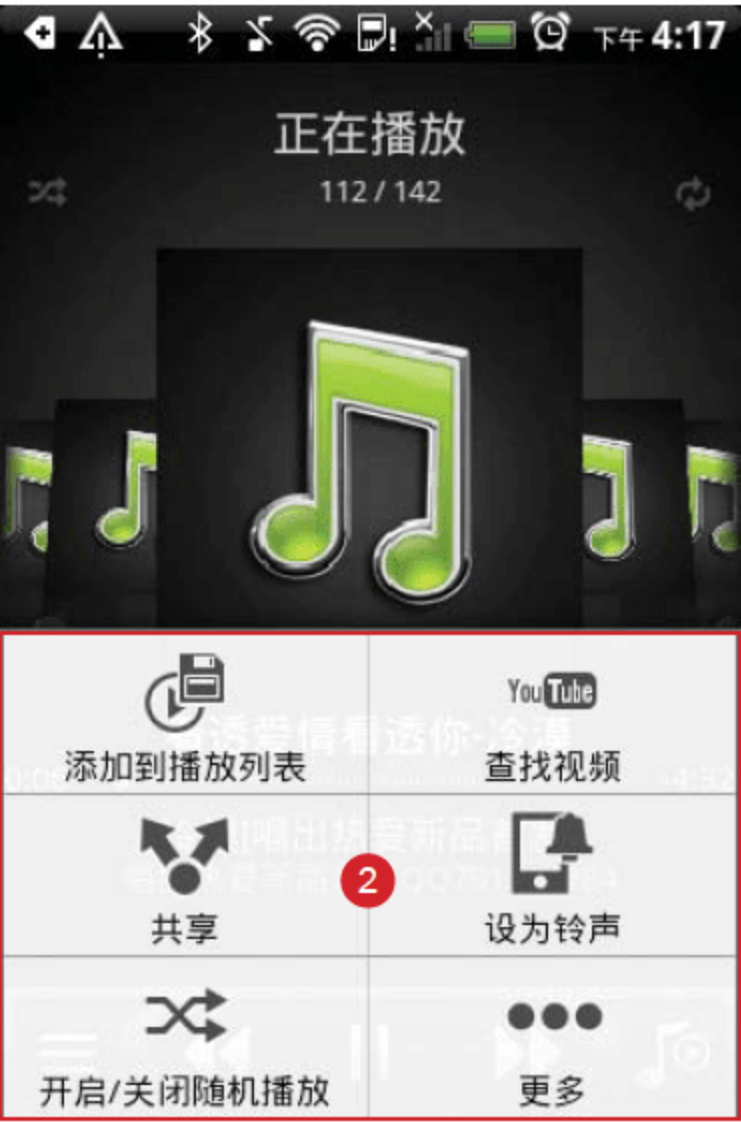 下午 4:17
正在播放
112 / 142
You Tube
添加到播放列表
查找视频
2
共享
设为铃声
开启/关闭随机播放
更多